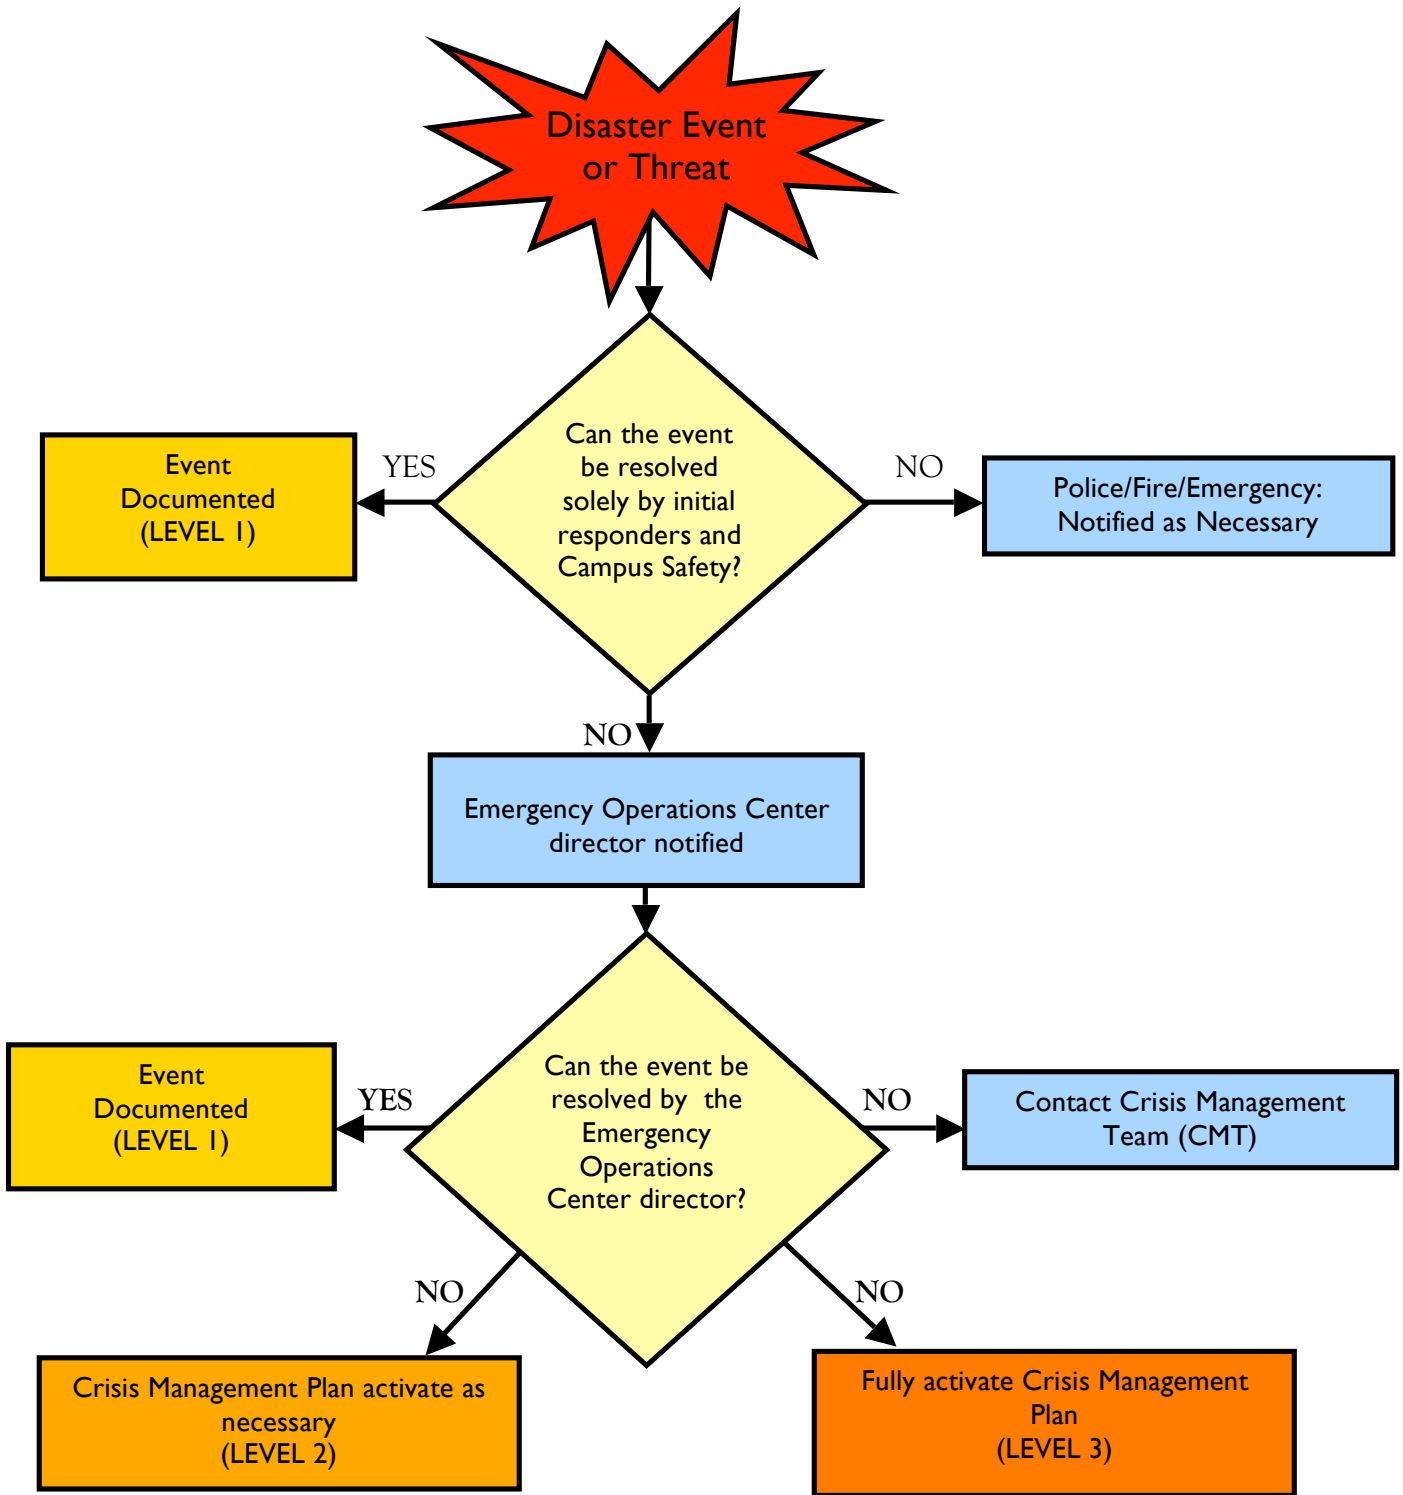 Disaster Event
or Threat
Can the event
be resolved
solely by initial
responders and
Campus Safety?
YES
Event
Documented
(LEVEL 1)
NO
Police/Fire/Emergency:
Notified as Necessary
NO
Emergency Operations Center
director notified
Can the event be
resolved by the
Emergency
Operations
Center director?
YES
Event
Documented
(LEVEL 1)
NO
Contact Crisis Management
Team (CMT)
NO
Crisis Management Plan activate as
necessary
(LEVEL 2)
NO
Fully activate Crisis Management
Plan
(LEVEL 3)